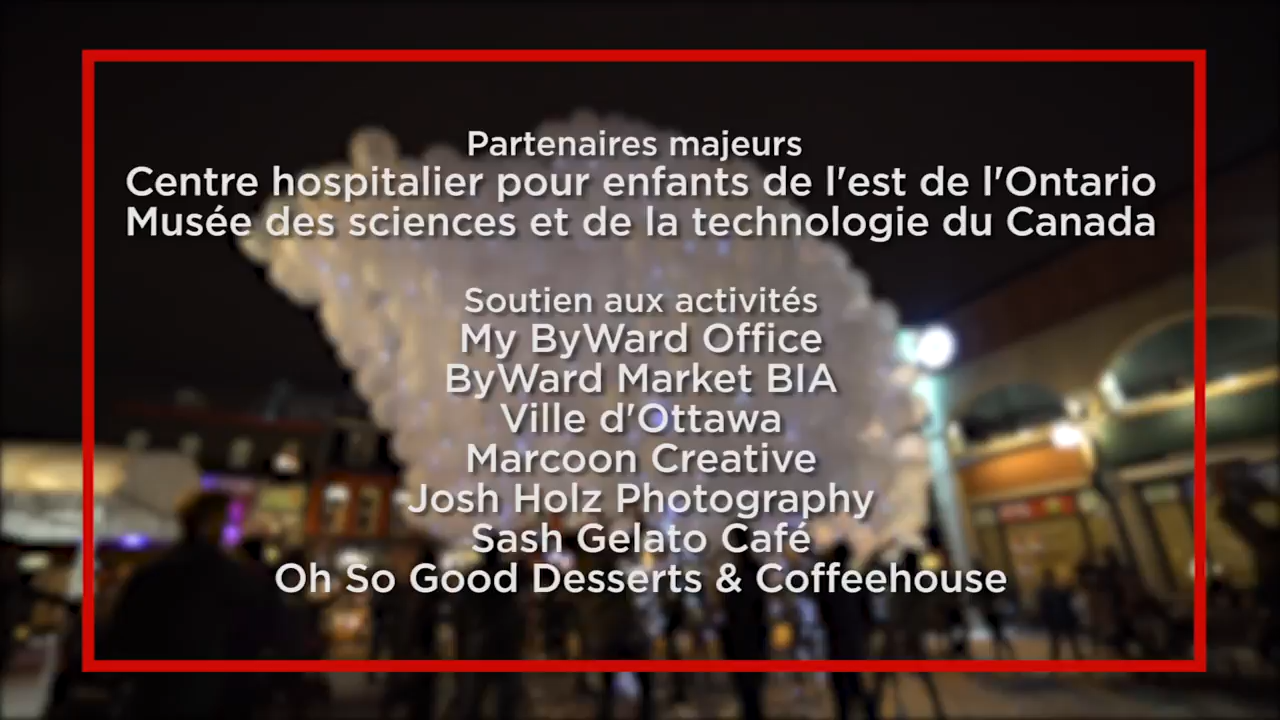 Partenaires majeurs
Centre hospitalier pour enfants de l'est de l'Ontario
Musée des sciences et de la technologie du Canada
Soutien aux activités
My ByWard Office
ByWard Market BIA
Ville d'Ottawa
Marcoon Creative
Josh Holz Photography
Sash Gelato Café
Oh So Good Desserts & Coffeehouse